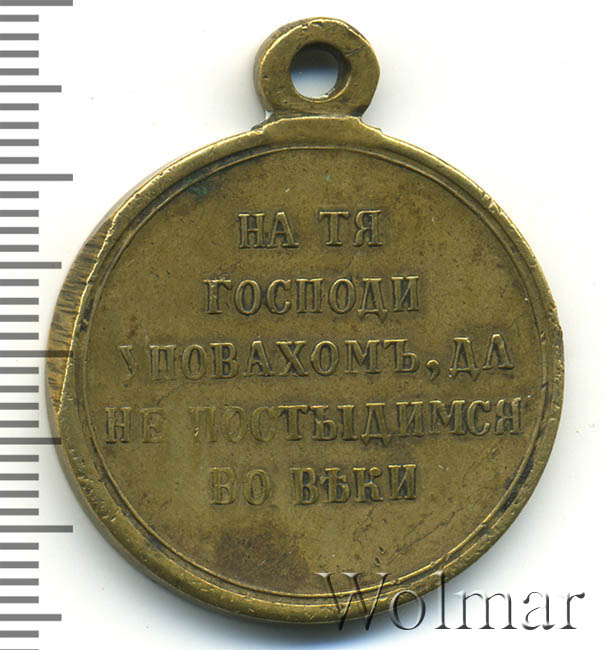 НА ТЯ
ГОСПОДИ
УПОВАХОМЪ, ДА
НЕ ПОСТЫДИМСЯ
ВО ВѢКИ
Wolmar